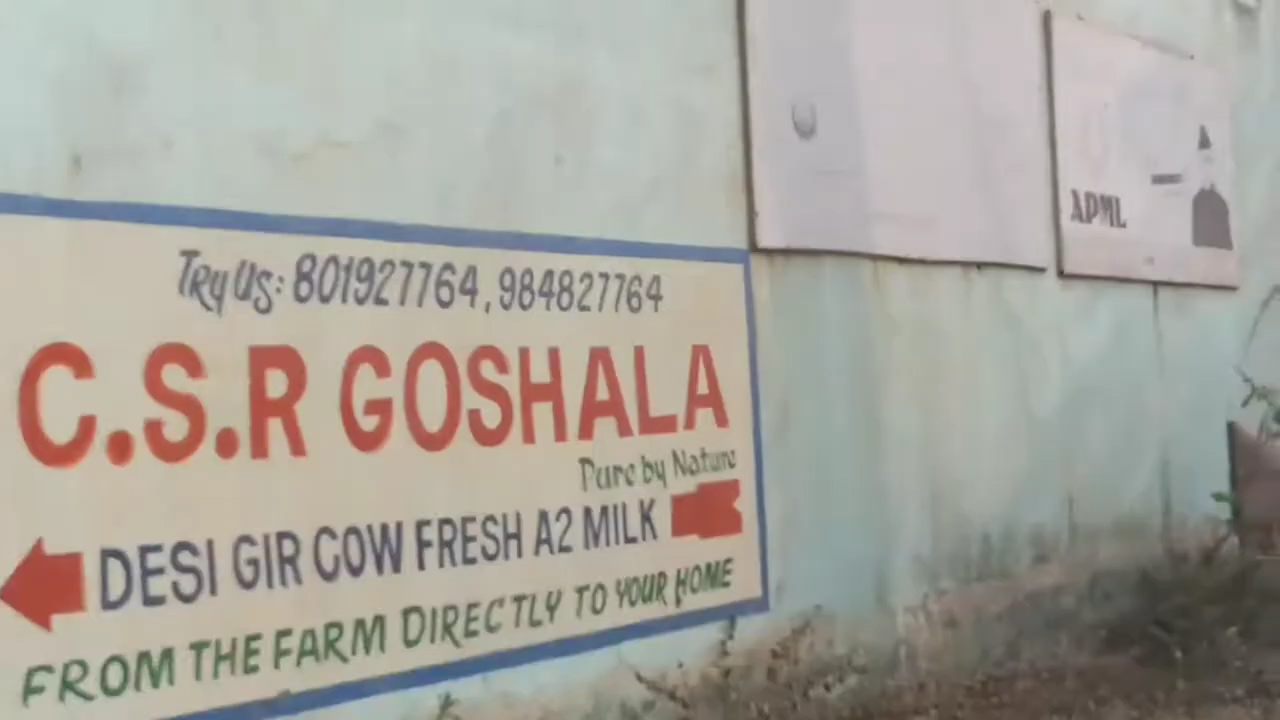 Try Us: 801927764, 984827764
C.S.R GOSHALA
Pure by Nature
DESI GIR COW FRESH A2 MILK
FROM THE FARM DIRECTLY TO YOUR HOME
APML